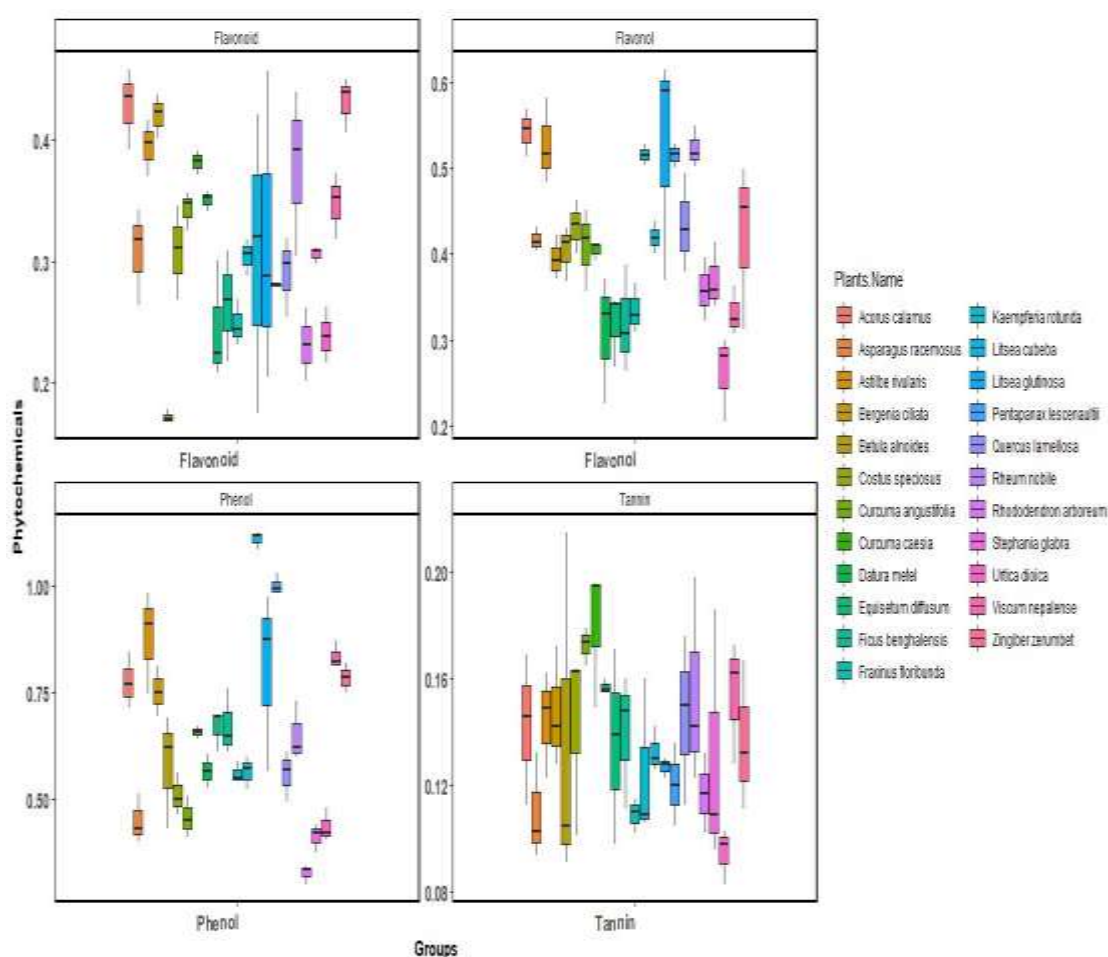 Flavonoid
Flavonol
0.4
0.3
0.2
0.6
0.5
0.4
0.3
0.2
Flavonoid
Flavonol
Phenol
Tannin
1.00
0.75
0.50
0.20
0.16
0.12
0.08
Phenol
Tannin
Phytochemicals
Groups
Plants.Name
Acorus calamus
Asparagus racemosus
Astilbe rivularis
Bergenia ciliata
Betula alnoides
Costus speciosus
Curcuma angustifolia
Curcuma caesia
Datura metel
Equisetum diffusum
Ficus benghalensis
Fraxinus floribunda
Kaempferia rotunda
Litsea cubeba
Litsea glutinosa
Pentapanax lescenaultii
Quercus lamellosa
Rheum nobile
Rhododendron arboreum
Stephania glabra
Urtica dioica
Viscum nepalense
Zingiber zerumbet